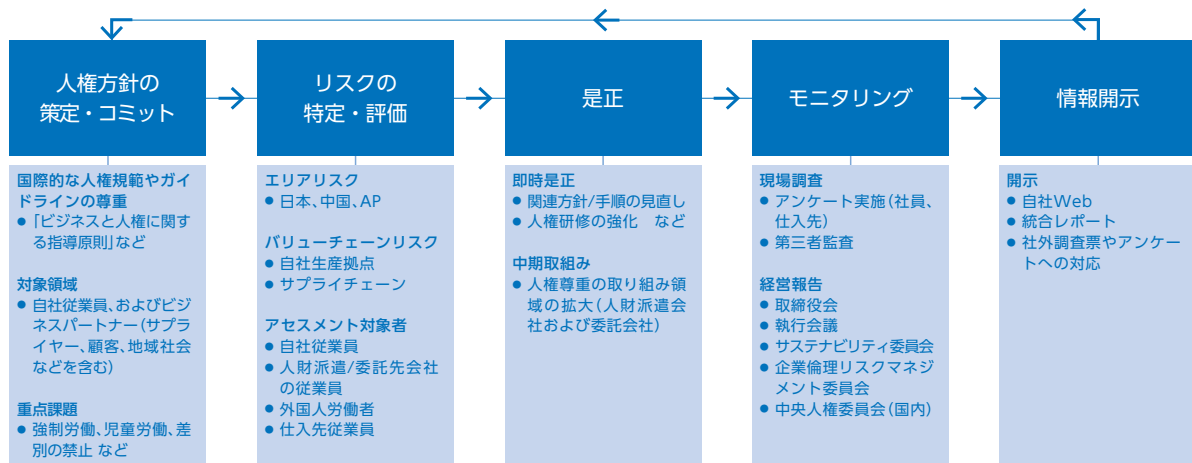 人権方針の
策定・コミット
国際的な人権規範やガイ
ドラインの尊重
● 「ビジネスと人権に関す
る指導原則」など
対象領域
● 自社従業員、およびビジ
ネスパートナー(サプラ
イヤー、顧客、地域社会
などを含む)
重点課題
● 強制労働、児童労働、差
別の禁止 など
リスクの
特定・評価
エリアリスク
● 日本、中国、AP
バリューチェーンリスク
● 自社生産拠点
● サプライチェーン
アセスメント対象者
● 自社従業員
● 人財派遣/委託先会社
の従業員
● 外国人労働者
● 仕入先従業員
是正
即時是正
● 関連方針/手順の見直し
● 人権研修の強化 など
中期取組み
● 人権尊重の取り組み領
域の拡大(人財派遣会
社および委託会社)
モニタリング
現場調査
● アンケート実施(社員、
仕入先)
● 第三者監査
経営報告
● 取締役会
● 執行会議
● サステナビリティ委員会
● 企業倫理リスクマネジ
メント委員会
● 中央人権委員会(国内)
情報開示
開示
● 自社Web
● 統合レポート
● 社外調査票やアンケー
トへの対応